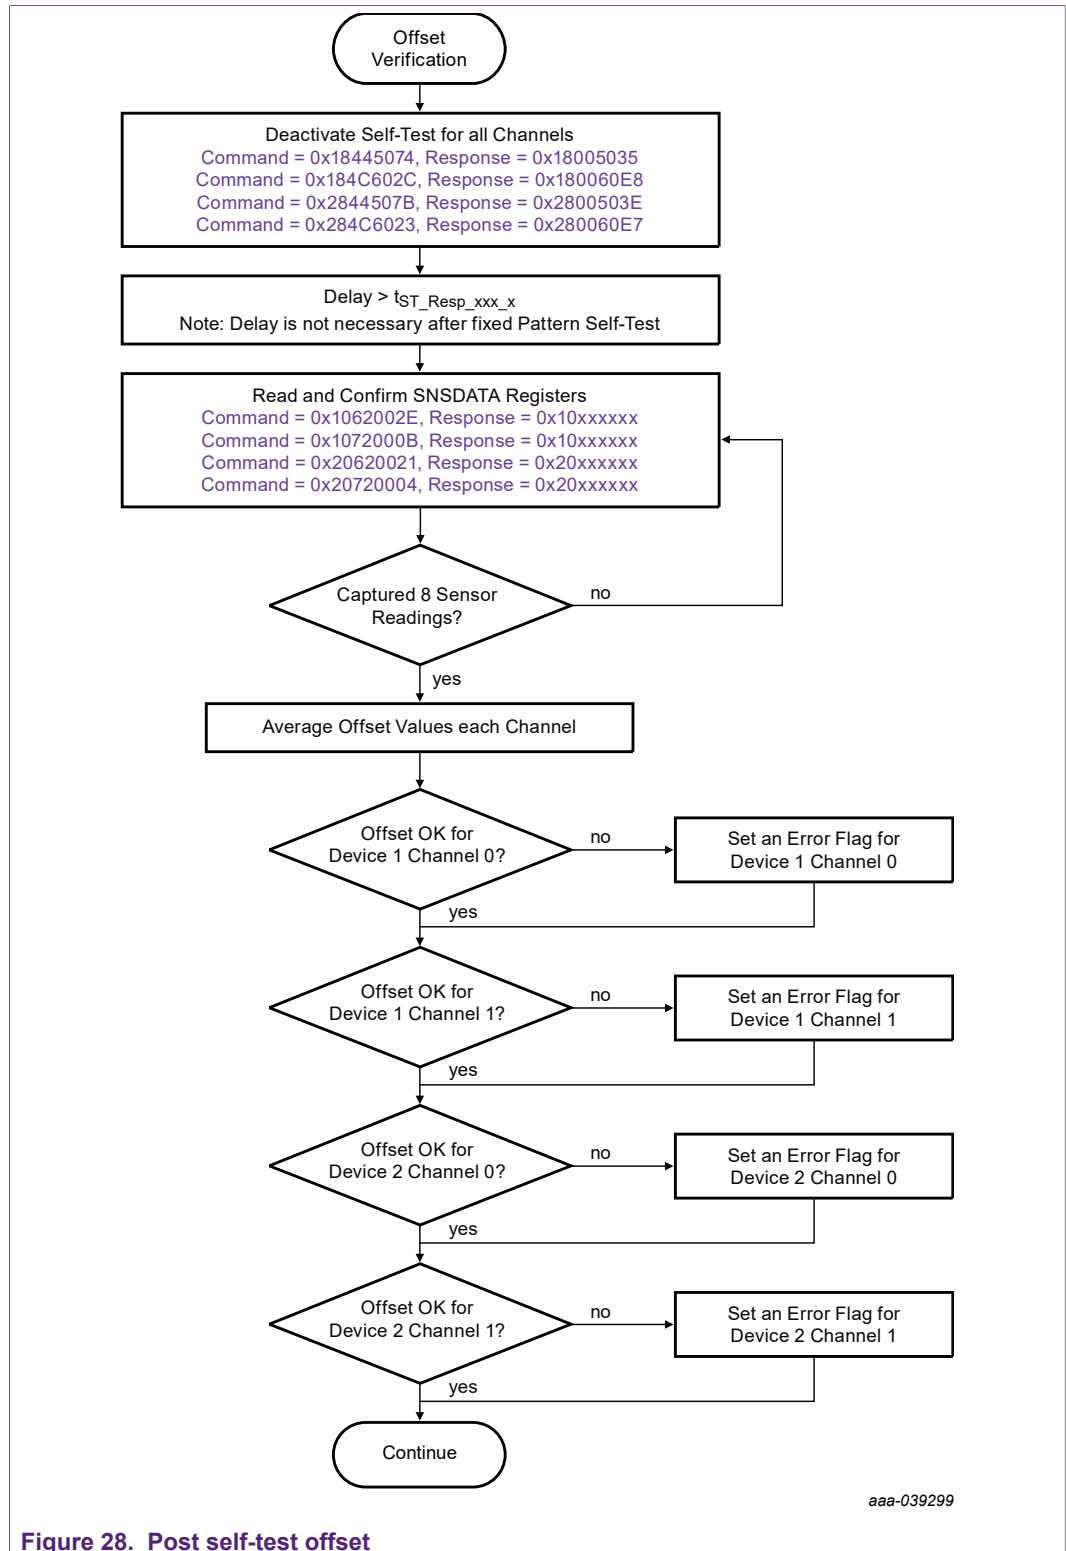 Offset
Verification
Deactivate Self-Test for all Channels
Command = 0x18445074, Response = 0x18005035
Command = 0x184C602C, Response = 0x180060E8
Command = 0x2844507B, Response = 0x2800503E
Command = 0x284C6023, Response = 0x280060E7
Delay > tST_Resp_xxx_x
Note: Delay is not necessary after fixed Pattern Self-Test
Read and Confirm SNSDATA Registers
Command = 0x1062002E, Response = 0x10xxxxxx
Command = 0x1072000B, Response = 0x10xxxxxx
Command = 0x20620021, Response = 0x20xxxxxx
Command = 0x20720004, Response = 0x20xxxxxx
Captured 8 Sensor
Readings?
no
yes
Average Offset Values each Channel
Offset OK for
Device 1 Channel 0?
no
Set an Error Flag for
Device 1 Channel 0
yes
Offset OK for
Device 1 Channel 1?
no
Set an Error Flag for
Device 1 Channel 1
yes
Offset OK for
Device 2 Channel 0?
no
Set an Error Flag for
Device 2 Channel 0
yes
Offset OK for
Device 2 Channel 1?
no
Set an Error Flag for
Device 2 Channel 1
yes
Continue
aaa-039299
Figure 28. Post self-test offset